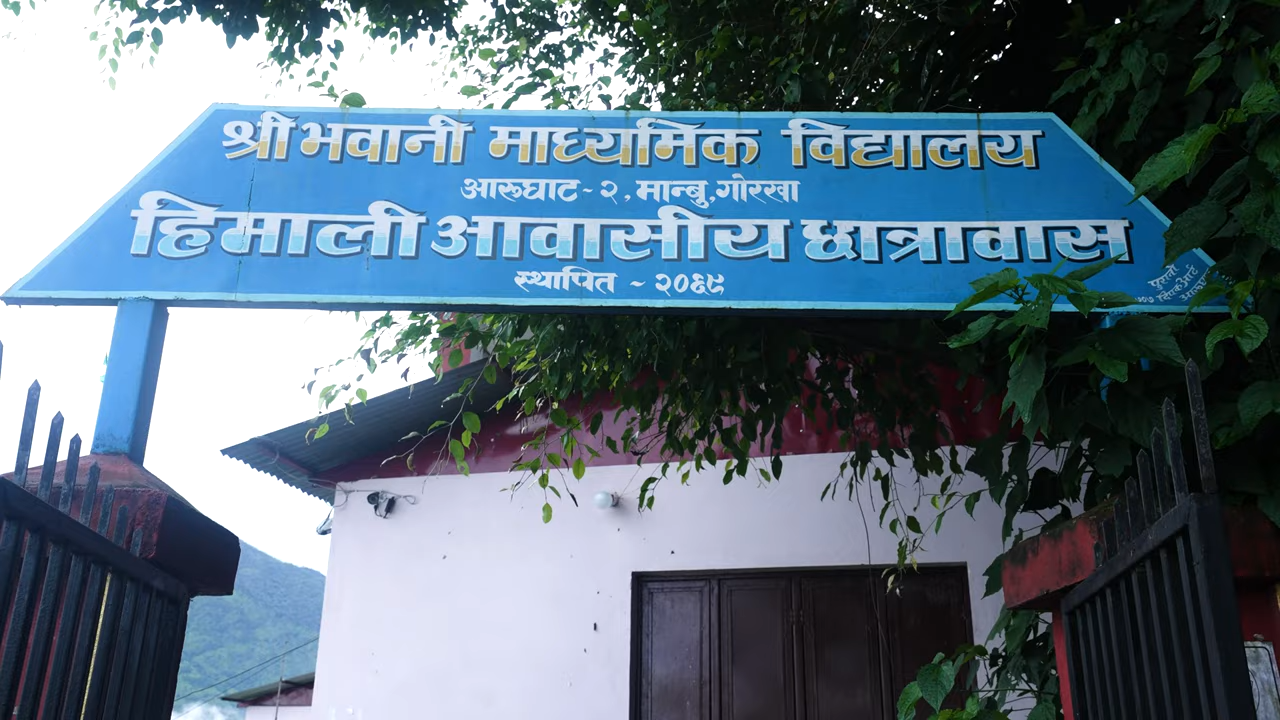 श्री भवानी माध्यमिक विद्यालय
आरूघाट - २, मान्बु, गोरखा
हिमाली आवासीय छात्रावास
स्थापित - २०६९